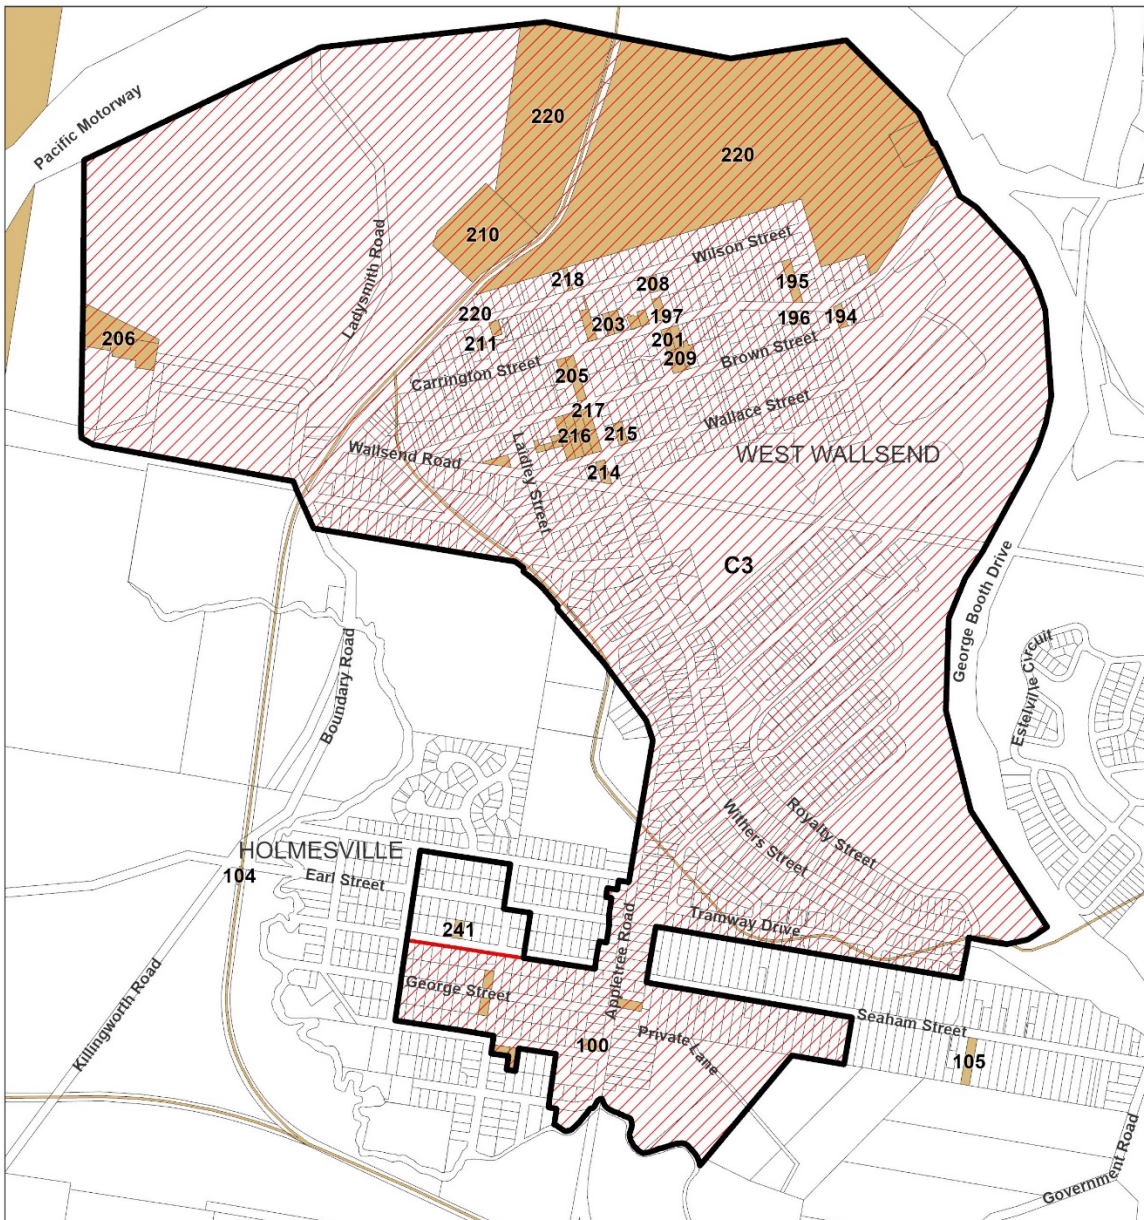 Pacific Motorway
220
220
210
Ladysmith Road
Wilson Street
218
208
195
220
203
197
196
194
206
211
201
Brown Street
Carrington Street
205
209
217
Wallace Street
216
215
Wallsend Road
Laidley Street
214
WEST WALLSEND
C3
George Booth Drive
Boundary Road
Estelville Circuit
Withers Street
Royalty Street
HOLMESVILLE
104
Earl Street
241
Appletree Road
Tramway Drive
George Street
Killingworth Road
100
Private Lane
Seaham Street
105
Government Road